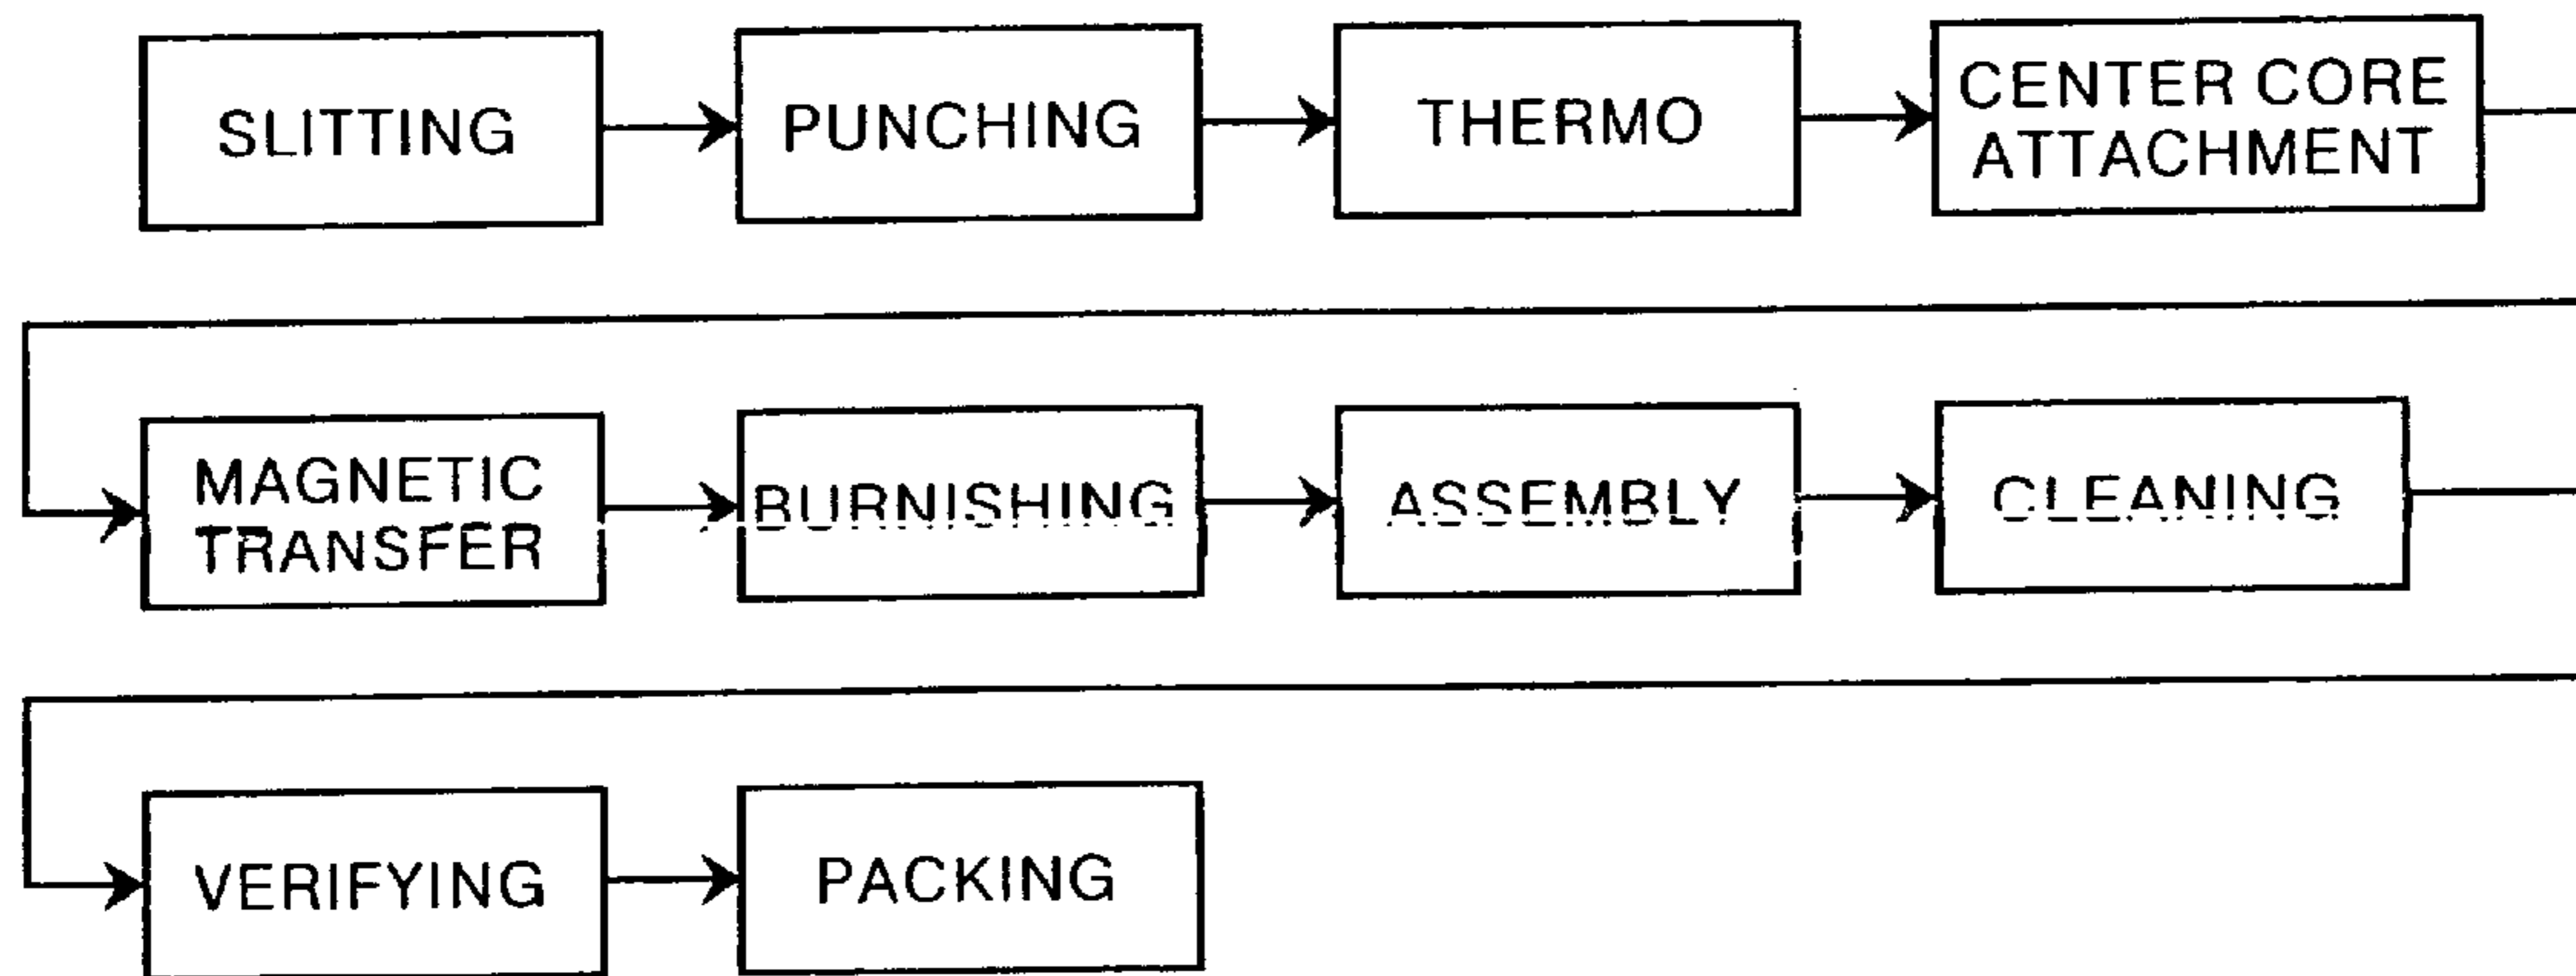 SLITTING
PUNCHING
THERMO
CENTER CORE
ATTACHMENT
MAGNETIC
TRANSFER
BURNISHING
ASSEMBLY
CLEANING
VERIFYING
PACKING